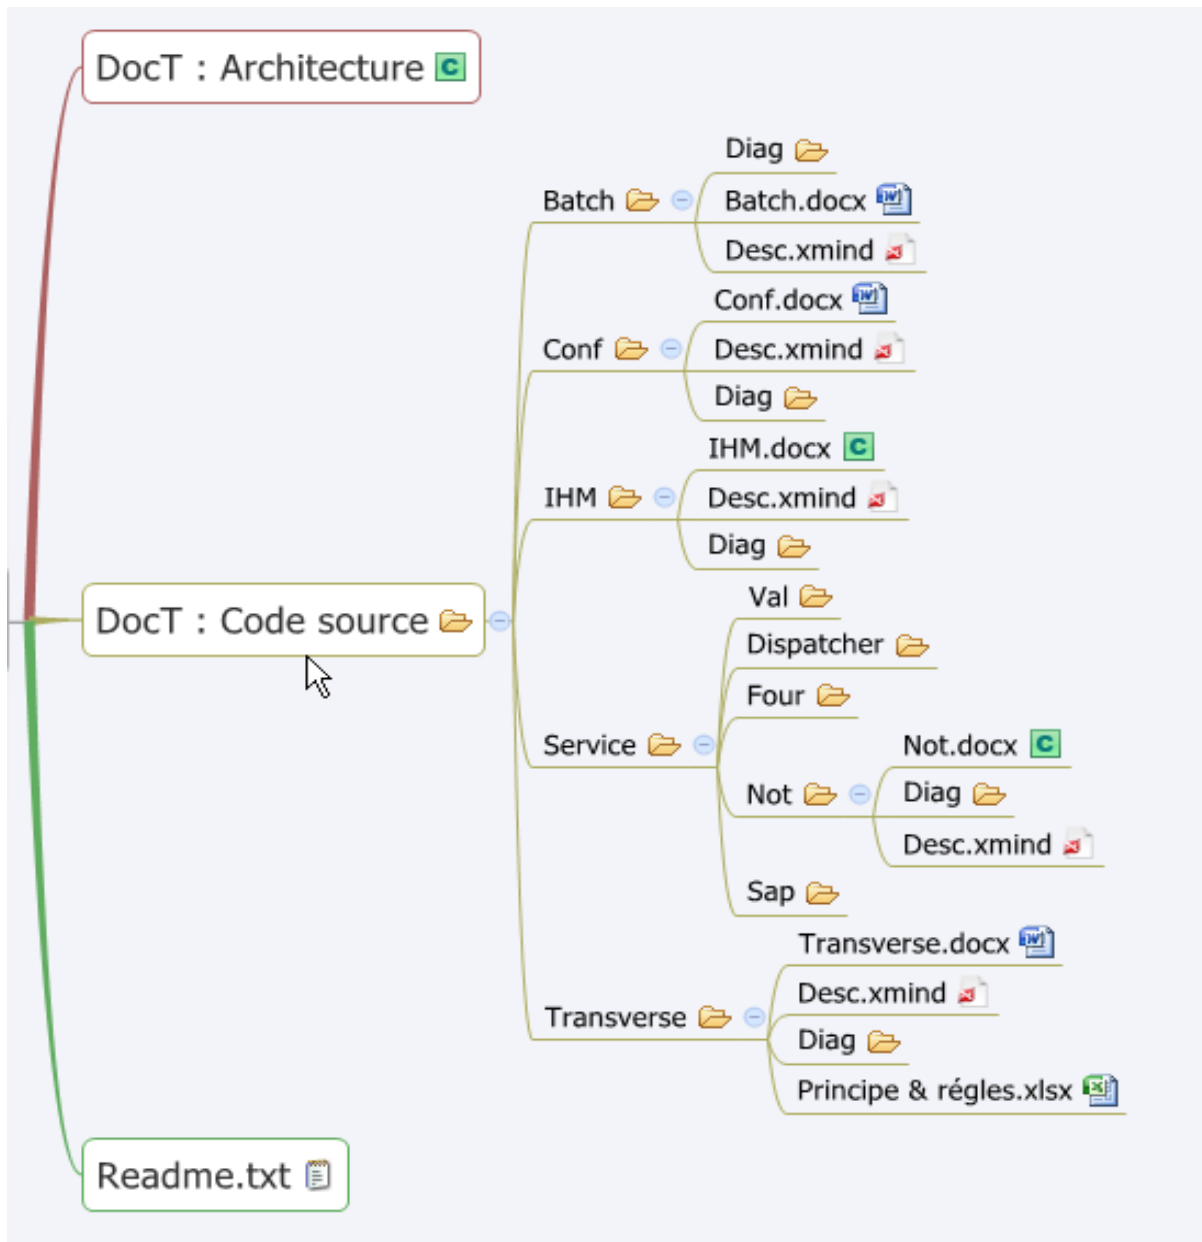 DocT : Architecture C
Diag
Batch
Batch.docx
Desc.xmind
Conf.docx
Conf
Desc.xmind
Diag
IHM.docx C
IHM
Desc.xmind
Diag
Val
DocT : Code source
Dispatcher
Four
Service
Not.docx C
Not
Diag
Desc.xmind
Sap
Transverse.docx
Desc.xmind
Transverse
Diag
Principe & régles.xlsx
Readme.txt